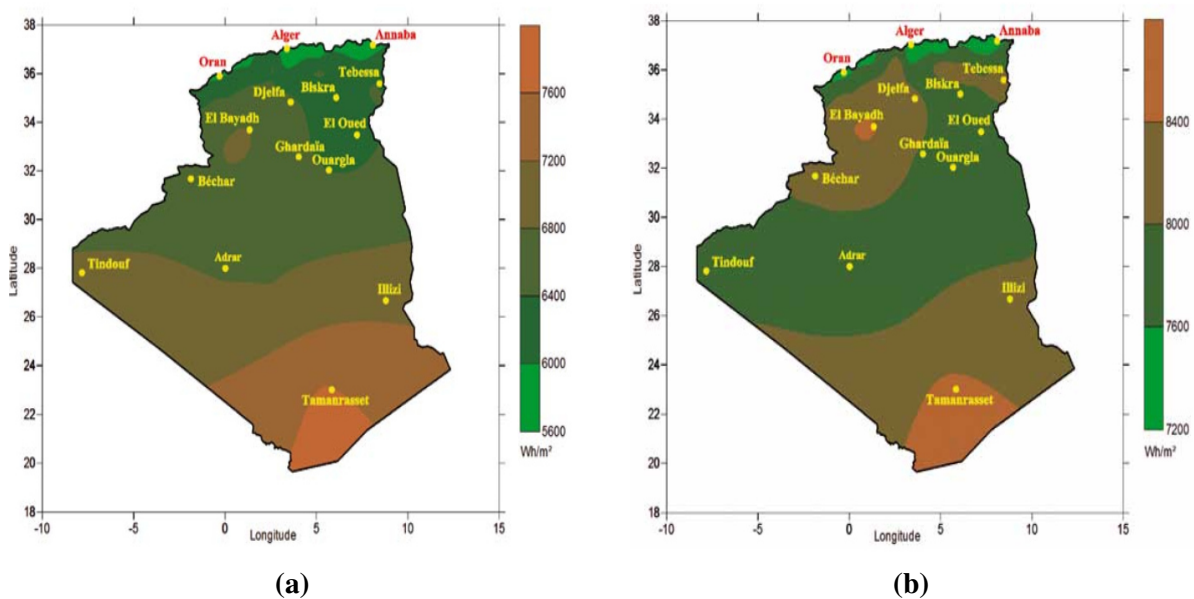 38
36
34
32
30
28
26
24
22
20
18
Latitude
-10
-5
0
5
10
15
Longitude
Alger
Annaba
Oran
Tebessa
Djelfa
Biskra
El Bayadh
El Oued
Ghardaïa
Ouargla
Béchar
Tindouf
Adrar
Illizi
Tamanrasset
7600
7200
6800
6400
6000
5600
Wh/m²
(a)
38
36
34
32
30
28
26
24
22
20
18
Latitude
-10
-5
0
5
10
15
Longitude
Alger
Annaba
Oran
Tebessa
Djelfa
Biskra
El Bayadh
El Oued
Ghardaïa
Ouargla
Béchar
Tindouf
Adrar
Illizi
Tamanrasset
8400
8000
7600
7200
Wh/m²
(b)